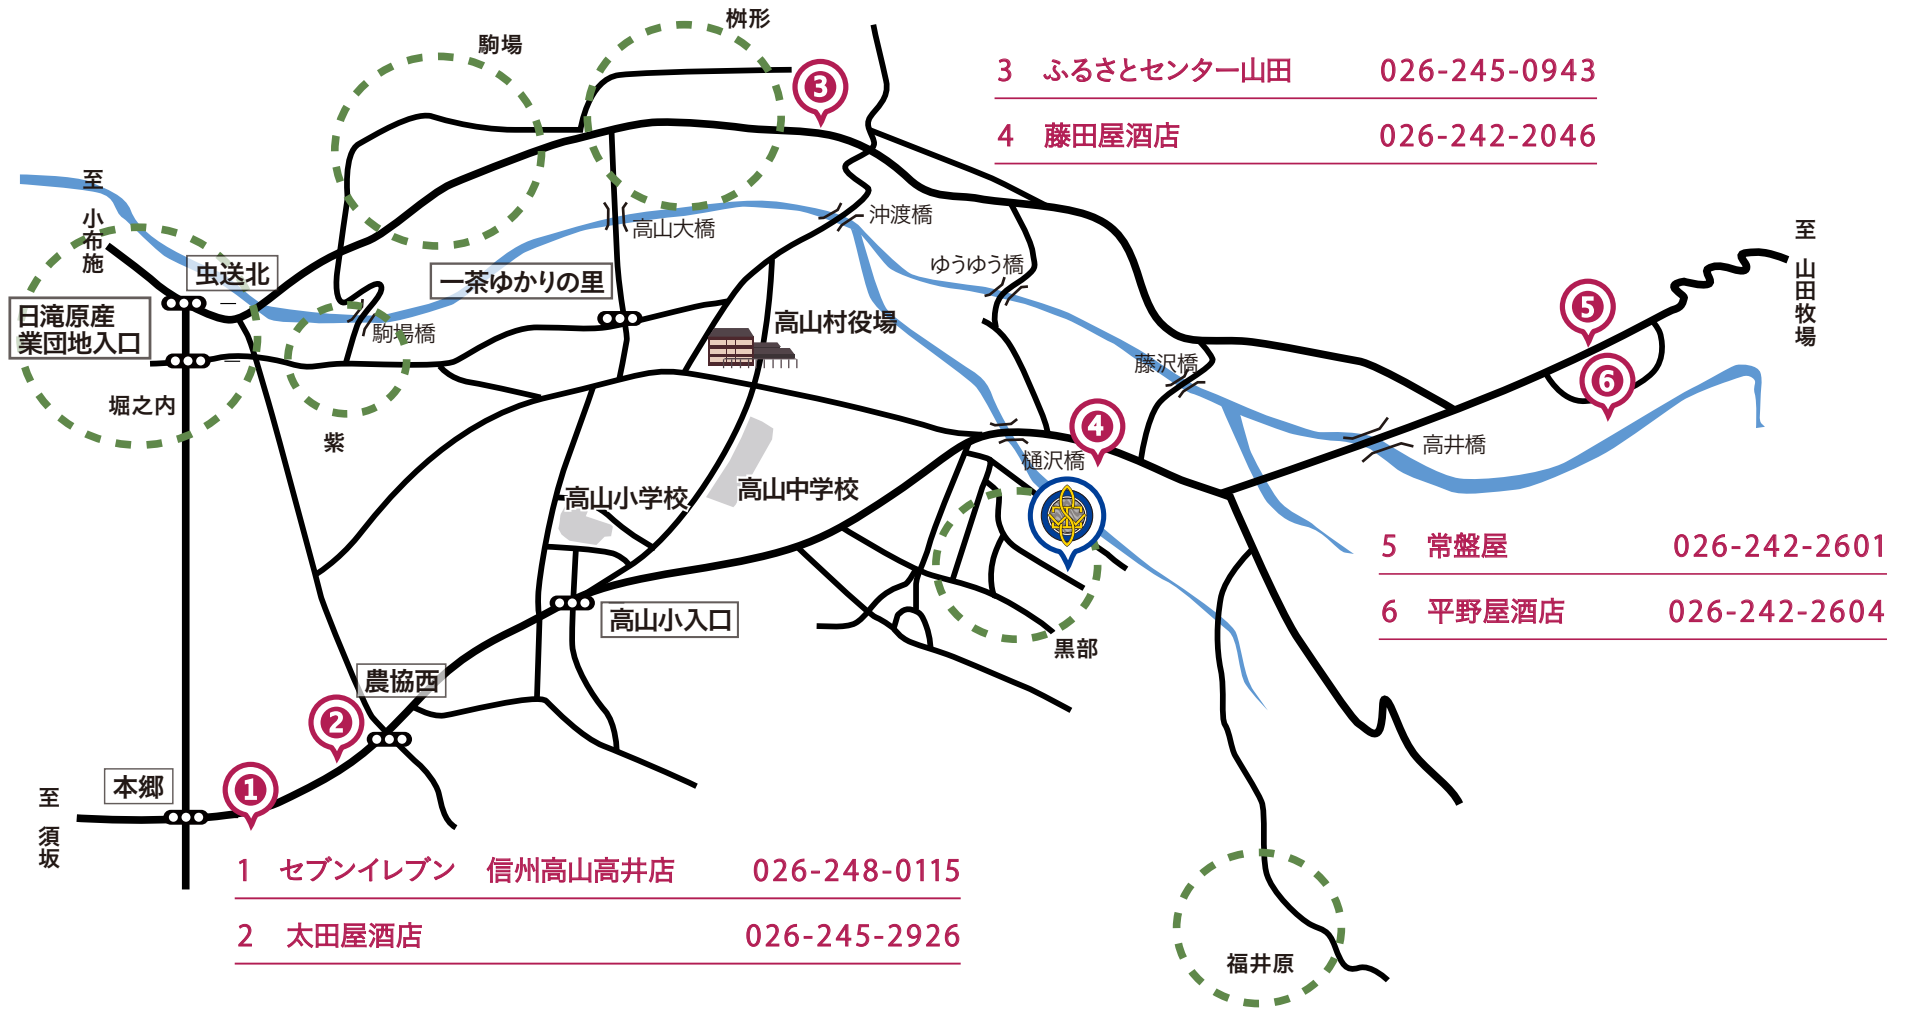 桝形
駒場
3
3 ふるさとセンター山田 026-245-0943
4 藤田屋酒店 026-242-2046
至 小布施
虫送北
日滝原産
業団地入口
一茶ゆかりの里
高山大橋
沖渡橋
ゆうゆう橋
至 山田牧場
駒場橋
高山村役場
藤沢橋
5
6
堀之内
紫
4
高井橋
樋沢橋
高山小学校
高山中学校
5 常盤屋 026-242-2601
6 平野屋酒店 026-242-2604
高山小入口
黒部
農協西
2
本郷
1
至 須坂
1 セブンイレブン 信州高山高井店 026-248-0115
2 太田屋酒店 026-245-2926
福井原